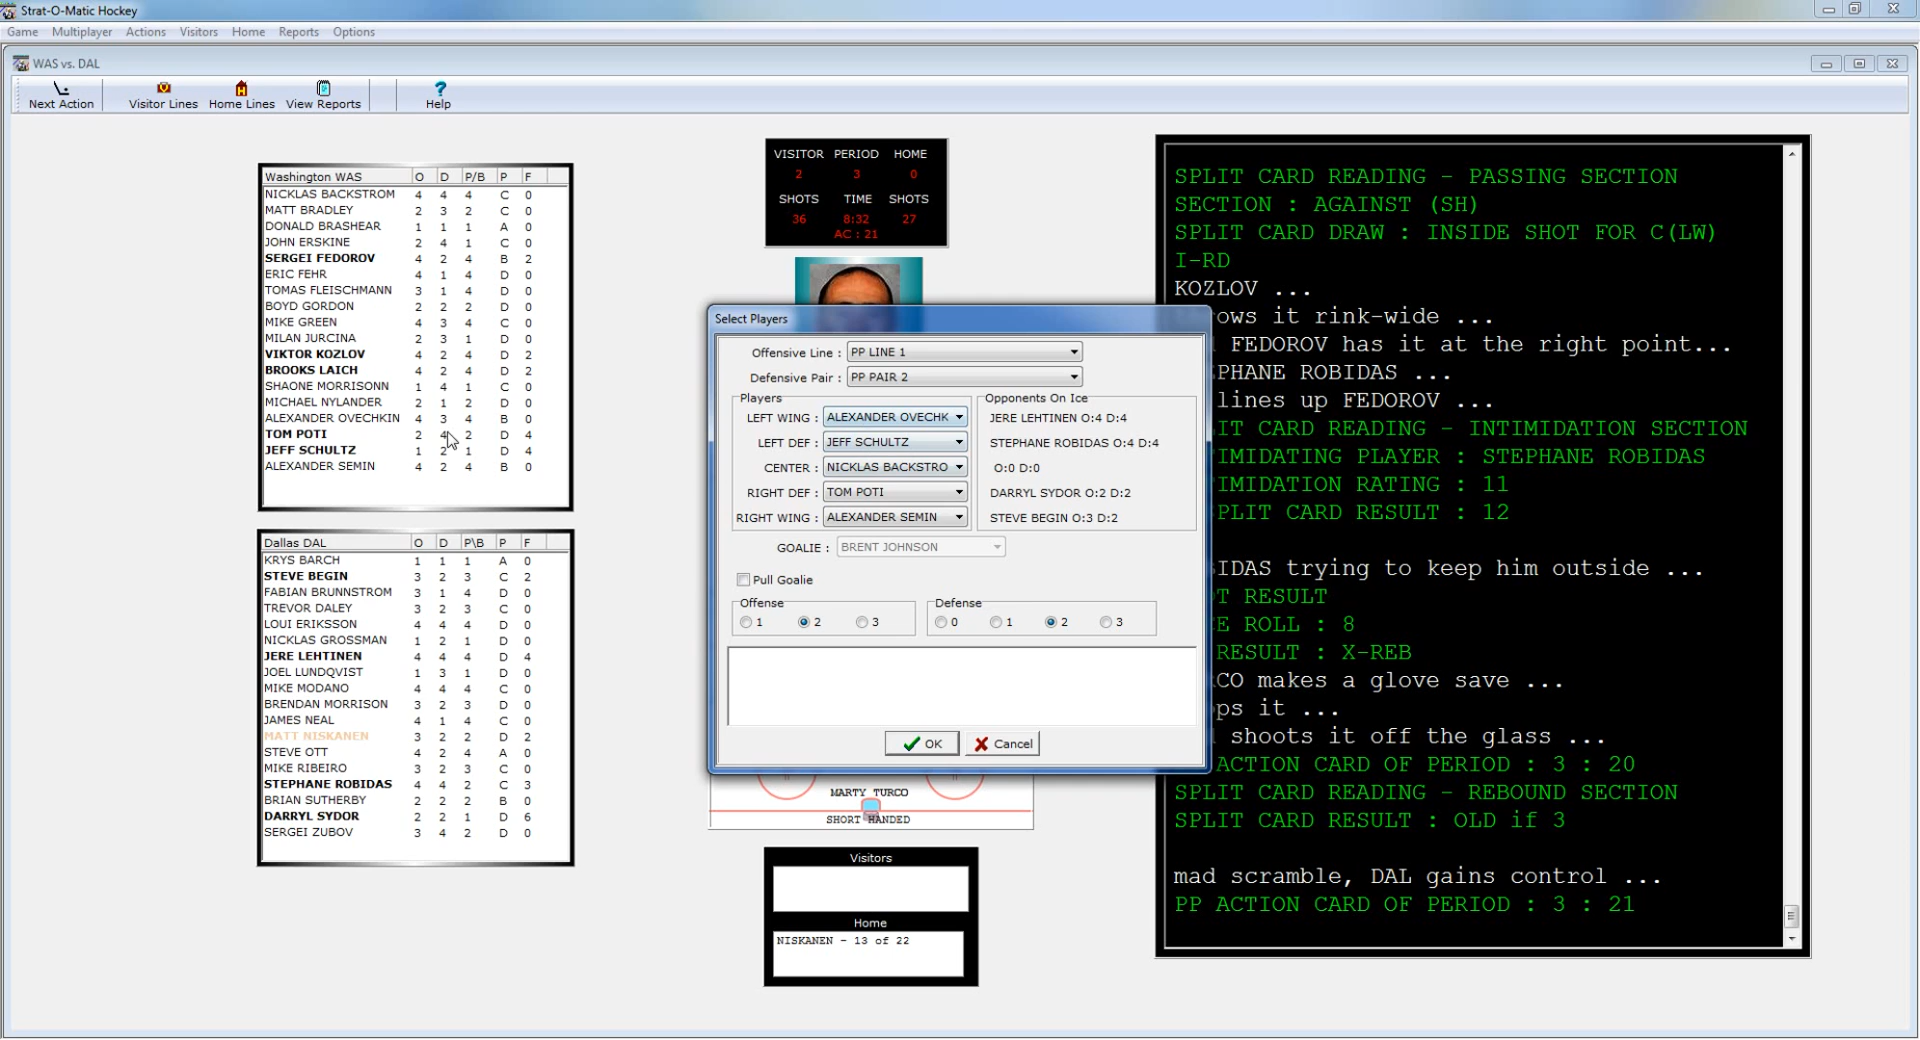 Strat-O-Matic Hockey
Game Multiplayer Actions Visitors Home Reports Options
WAS vs. DAL
Next Action Visitor Lines Home Lines View Reports Help
Washington WAS O D P/B P F
NICKLAS BACKSTROM 4 4 4 C 0
MATT BRADLEY 2 3 2 C 0
DONALD BRASHEAR 1 1 1 A 0
JOHN ERSKINE 2 4 1 C 0
SERGEI FEDOROV 4 2 4 B 2
ERIC FEHR 4 1 4 D 0
TOMAS FLEISCHMANN 3 1 4 D 0
BOYD GORDON 2 2 2 D 0
MIKE GREEN 4 3 4 C 0
MILAN JURCINA 2 3 1 D 0
VIKTOR KOZLOV 4 2 4 D 2
BROOKS LAICH 4 2 4 D 2
SHAONE MORRISONN 1 4 1 C 0
MICHAEL NYLANDER 2 1 2 D 0
ALEXANDER OVECHKIN 4 3 4 B 0
TOM POTI 2 4 2 D 4
JEFF SCHULTZ 1 2 1 D 4
ALEXANDER SEMIN 4 2 4 B 0
Dallas DAL O D P\B P F
KRYS BARCH 1 1 1 A 0
STEVE BEGIN 3 2 3 C 2
FABIAN BRUNNSTROM 3 1 4 D 0
TREVOR DALEY 3 2 3 C 0
LOUI ERIKSSON 4 4 4 D 0
NICKLAS GROSSMAN 1 2 1 D 0
JERE LEHTINEN 4 4 4 D 4
JOEL LUNDQVIST 1 3 1 D 0
MIKE MODANO 4 4 4 C 0
BRENDAN MORRISON 3 2 3 D 0
JAMES NEAL 4 1 4 C 0
MATT NISKANEN 3 2 2 D 2
STEVE OTT 4 2 4 A 0
MIKE RIBEIRO 3 2 3 C 0
STEPHANE ROBIDAS 4 4 2 C 3
BRIAN SUTHERBY 2 2 2 B 0
DARRYL SYDOR 2 2 1 D 6
SERGEI ZUBOV 3 4 2 D 0
VISITOR PERIOD HOME
2 3 0
SHOTS TIME SHOTS
36 8:32 27
AC : 21
Select Players
Offensive Line : PP LINE 1
Defensive Pair : PP PAIR 2
Players
LEFT WING : ALEXANDER OVECHK
LEFT DEF : JEFF SCHULTZ
CENTER : NICKLAS BACKSTRO
RIGHT DEF : TOM POTI
RIGHT WING : ALEXANDER SEMIN
Opponents On Ice
JERE LEHTINEN O:4 D:4
STEPHANE ROBIDAS O:4 D:4
O:0 D:0
DARRYL SYDOR O:2 D:2
STEVE BEGIN O:3 D:2
GOALIE : BRENT JOHNSON
Pull Goalie
Offense
1 2 3
Defense
0 1 2 3
OK Cancel
MARTY TURCO
SHORT HANDED
Visitors
Home
NISKANEN - 13 of 22
SPLIT CARD READING - PASSING SECTION
SECTION : AGAINST (SH)
SPLIT CARD DRAW : INSIDE SHOT FOR C(LW)
I-RD
KOZLOV ...
ows it rink-wide ...
FEDOROV has it at the right point...
PHANE ROBIDAS ...
lines up FEDOROV ...
IT CARD READING - INTIMIDATION SECTION
TIMIDATING PLAYER : STEPHANE ROBIDAS
TIMIDATION RATING : 11
PLIT CARD RESULT : 12
IDAS trying to keep him outside ...
T RESULT
E ROLL : 8
RESULT : X-REB
CO makes a glove save ...
ps it ...
shoots it off the glass ...
ACTION CARD OF PERIOD : 3 : 20
SPLIT CARD READING - REBOUND SECTION
SPLIT CARD RESULT : OLD if 3
mad scramble, DAL gains control ...
PP ACTION CARD OF PERIOD : 3 : 21